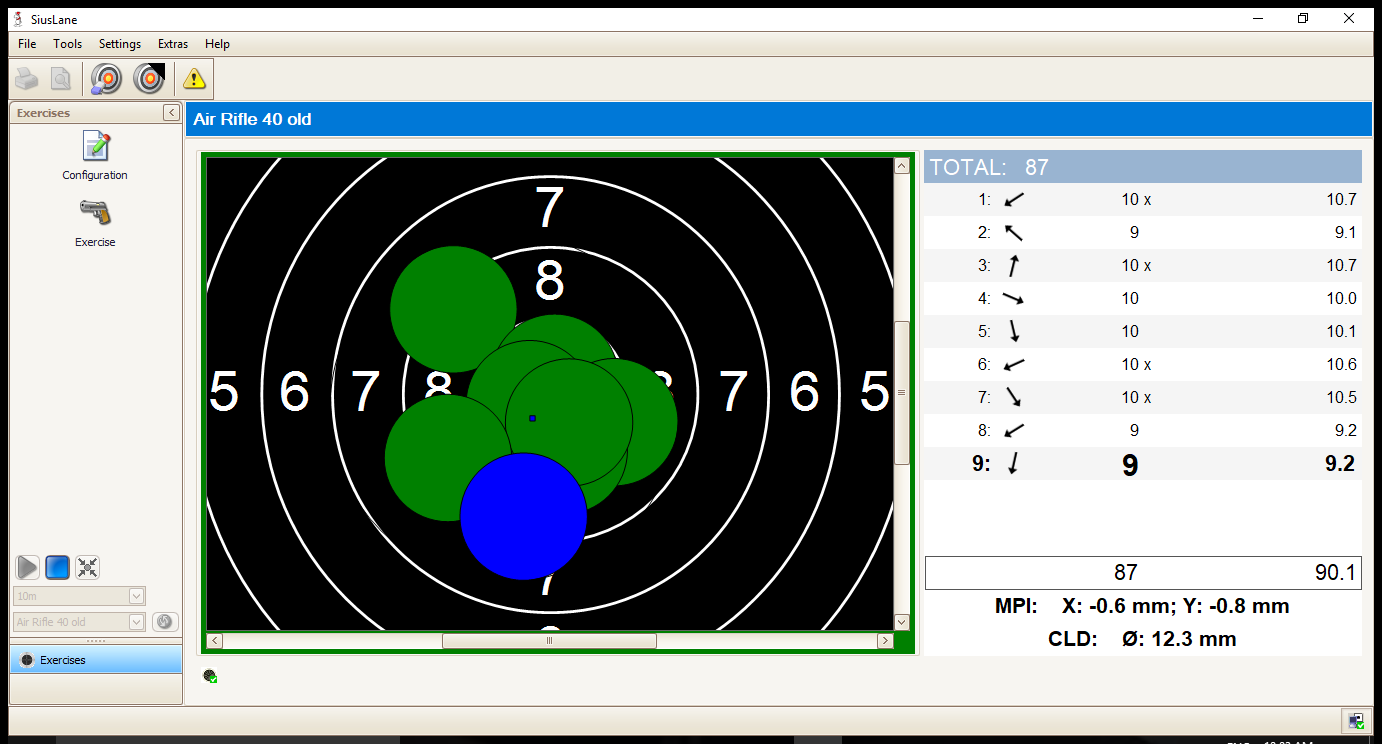 SiusLane
File Tools Settings Extras Help
Exercises
Configuration
Exercise
10m
Air Rifle 40 old
Exercises
Air Rifle 40 old
7
8
5 6 7 8 7 6 5
7
TOTAL: 87
1: 10 x 10.7
2: 9 9.1
3: 10 x 10.7
4: 10 10.0
5: 10 10.1
6: 10 x 10.6
7: 10 x 10.5
8: 9 9.2
9: 9 9.2
87 90.1
MPI: X: -0.6 mm; Y: -0.8 mm
CLD: Ø: 12.3 mm